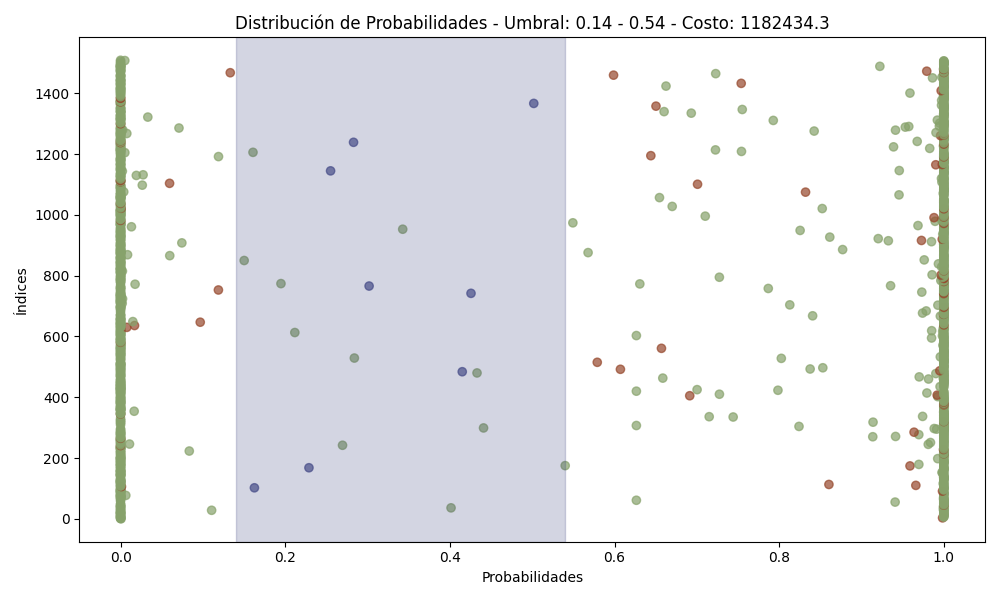 Distribución de Probabilidades - Umbral: 0.14 - 0.54 - Costo: 1182434.3
Índices
1400
1200
1000
800
600
400
200
0
0.0 0.2 0.4 0.6 0.8 1.0
Probabilidades